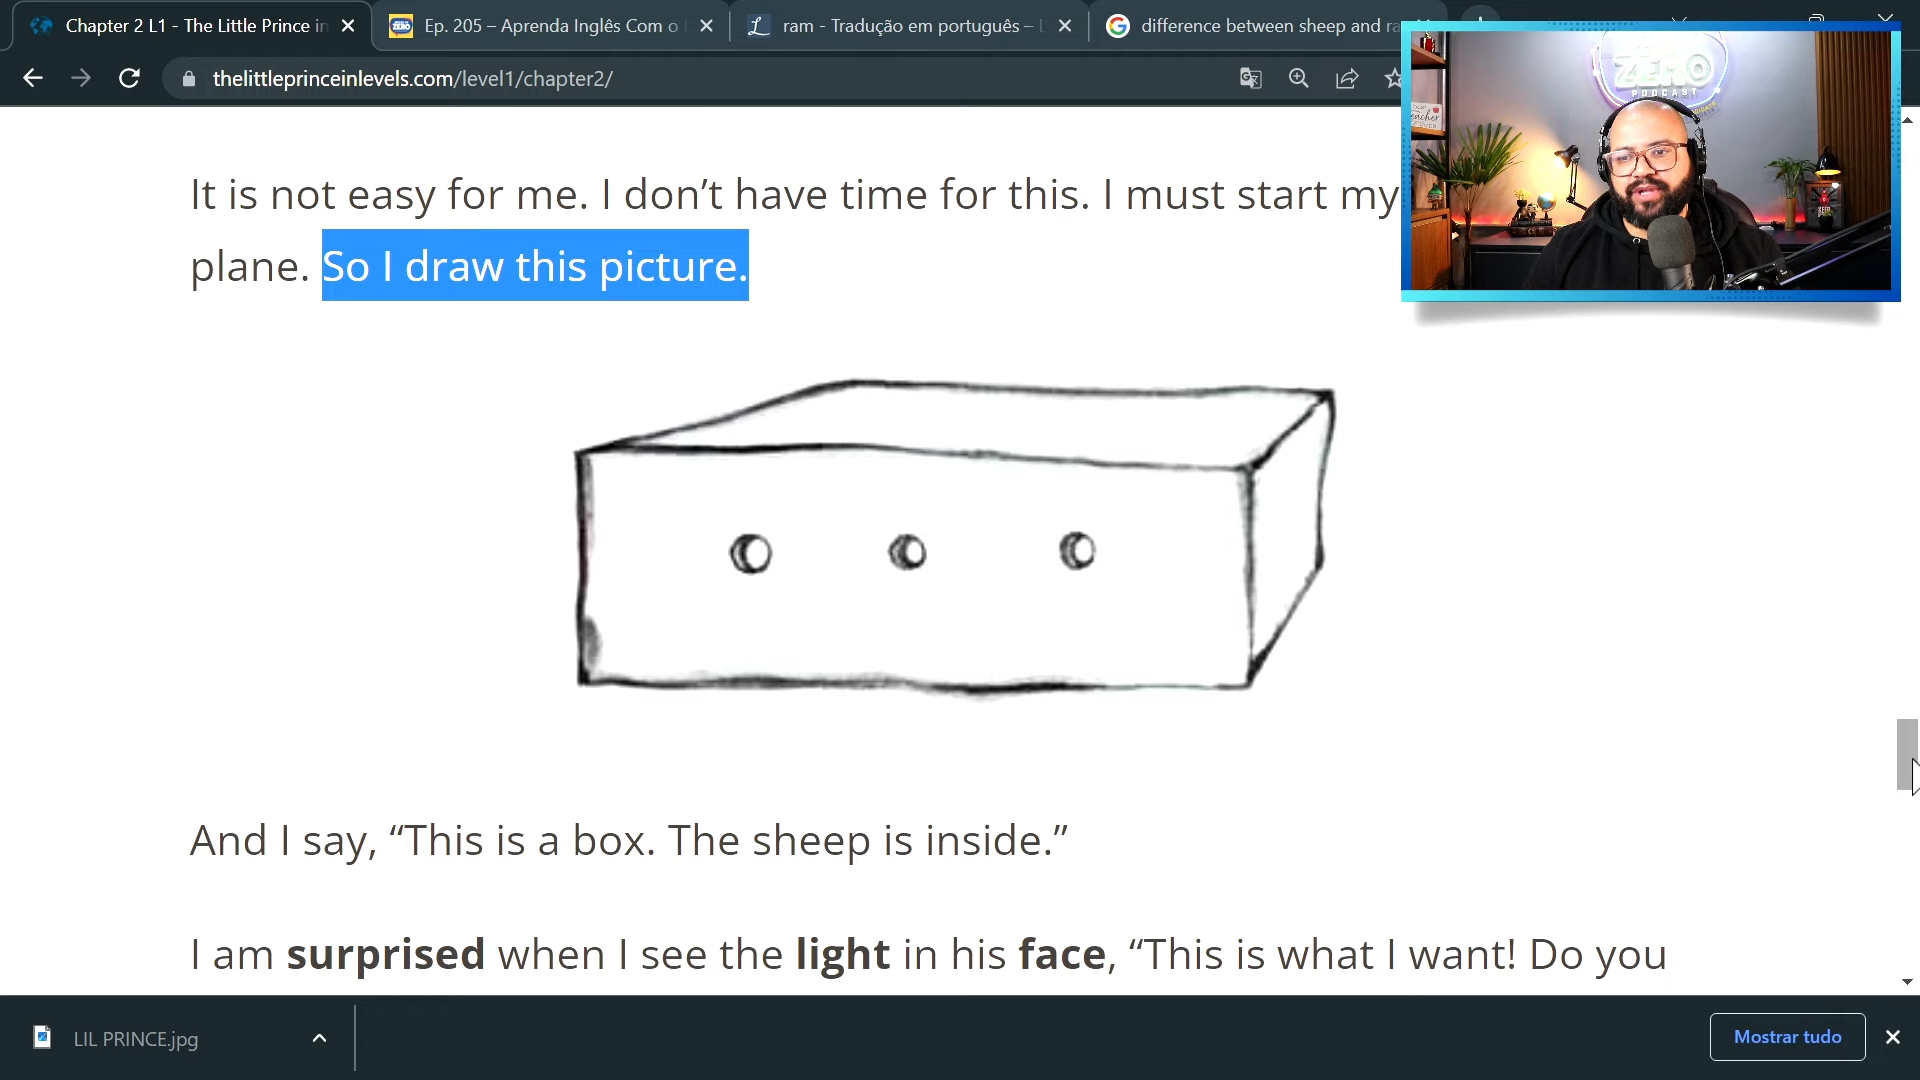 Chapter 2 L1 - The Little Prince in
Ep. 205 – Aprenda Inglês Com o
ram - Tradução em português –
difference between sheep and ra
thelittleprinceinlevels.com/level1/chapter2/
ZERO
PODCAST
It is not easy for me. I don’t have time for this. I must start my
plane. So I draw this picture.
And I say, “This is a box. The sheep is inside.”
I am surprised when I see the light in his face, “This is what I want! Do you
LIL PRINCE.jpg
Mostrar tudo